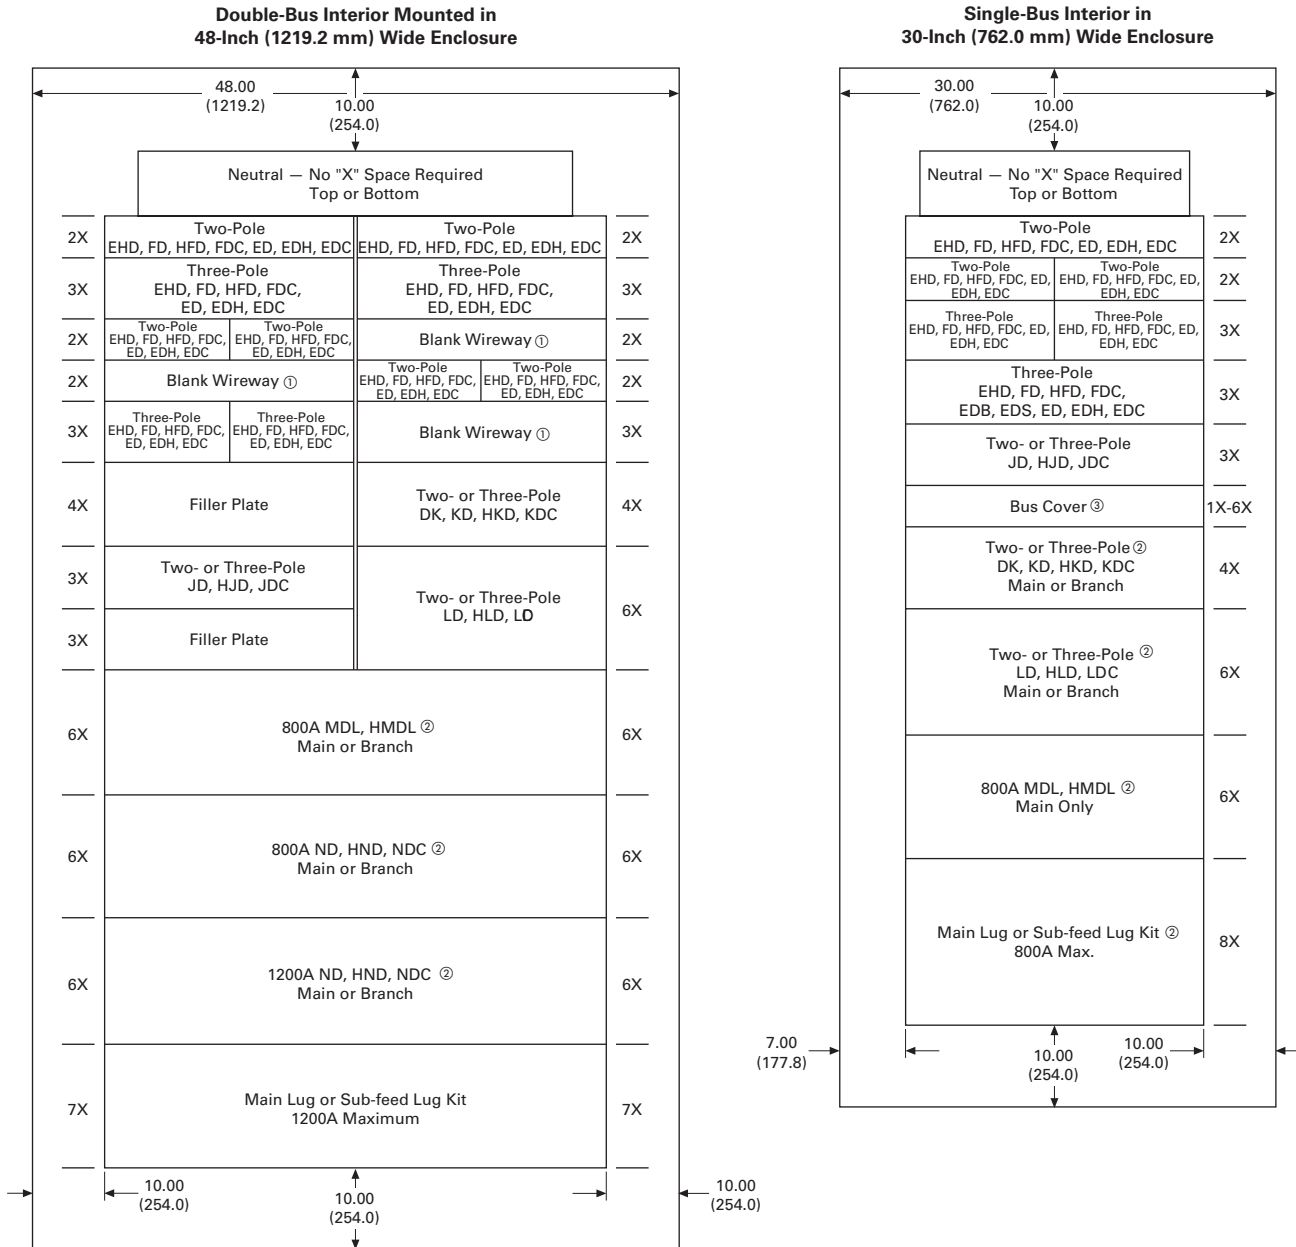 Double-Bus Interior Mounted in
48-Inch (1219.2 mm) Wide Enclosure
48.00
(1219.2)
10.00
(254.0)
Neutral — No "X" Space Required
Top or Bottom
2X
Two-Pole
EHD, FD, HFD, FDC, ED, EDH, EDC
Two-Pole
EHD, FD, HFD, FDC, ED, EDH, EDC
2X
3X
Three-Pole
EHD, FD, HFD, FDC,
ED, EDH, EDC
Three-Pole
EHD, FD, HFD, FDC,
ED, EDH, EDC
3X
2X
Two-Pole
EHD, FD, HFD, FDC,
ED, EDH, EDC
Two-Pole
EHD, FD, HFD, FDC,
ED, EDH, EDC
Blank Wireway ①
2X
2X
Blank Wireway ①
Two-Pole
EHD, FD, HFD, FDC,
ED, EDH, EDC
Two-Pole
EHD, FD, HFD, FDC,
ED, EDH, EDC
2X
3X
Three-Pole
EHD, FD, HFD, FDC,
ED, EDH, EDC
Three-Pole
EHD, FD, HFD, FDC,
ED, EDH, EDC
Blank Wireway ①
3X
4X
Filler Plate
Two- or Three-Pole
DK, KD, HKD, KDC
4X
3X
Two- or Three-Pole
JD, HJD, JDC
Two- or Three-Pole
LD, HLD,
6X
3X
Filler Plate
6X
800A MDL, HMDL ②
Main or Branch
6X
6X
800A ND, HND, NDC ②
Main or Branch
6X
6X
1200A ND, HND, NDC ②
Main or Branch
6X
7X
Main Lug or Sub-feed Lug Kit
1200A Maximum
7X
10.00
(254.0)
10.00
(254.0)
10.00
(254.0)
Single-Bus Interior in
30-Inch (762.0 mm) Wide Enclosure
30.00
(762.0)
10.00
(254.0)
Neutral — No "X" Space Required
Top or Bottom
Two-Pole
EHD, FD, HFD, FDC, ED, EDH, EDC
2X
Two-Pole
EHD, FD, HFD, FDC, ED,
EDH, EDC
Two-Pole
EHD, FD, HFD, FDC, ED,
EDH, EDC
2X
Three-Pole
EHD, FD, HFD, FDC, ED,
EDH, EDC
Three-Pole
EHD, FD, HFD, FDC, ED,
EDH, EDC
3X
Three-Pole
EHD, FD, HFD, FDC,
EDB, EDS, ED, EDH, EDC
3X
Two- or Three-Pole
JD, HJD, JDC
3X
Bus Cover ③
1X-6X
Two- or Three-Pole ②
DK, KD, HKD, KDC
Main or Branch
4X
Two- or Three-Pole ②
LD, HLD, LDC
Main or Branch
6X
800A MDL, HMDL ②
Main Only
6X
Main Lug or Sub-feed Lug Kit ②
800A Max.
8X
7.00
(177.8)
10.00
(254.0)
10.00
(254.0)